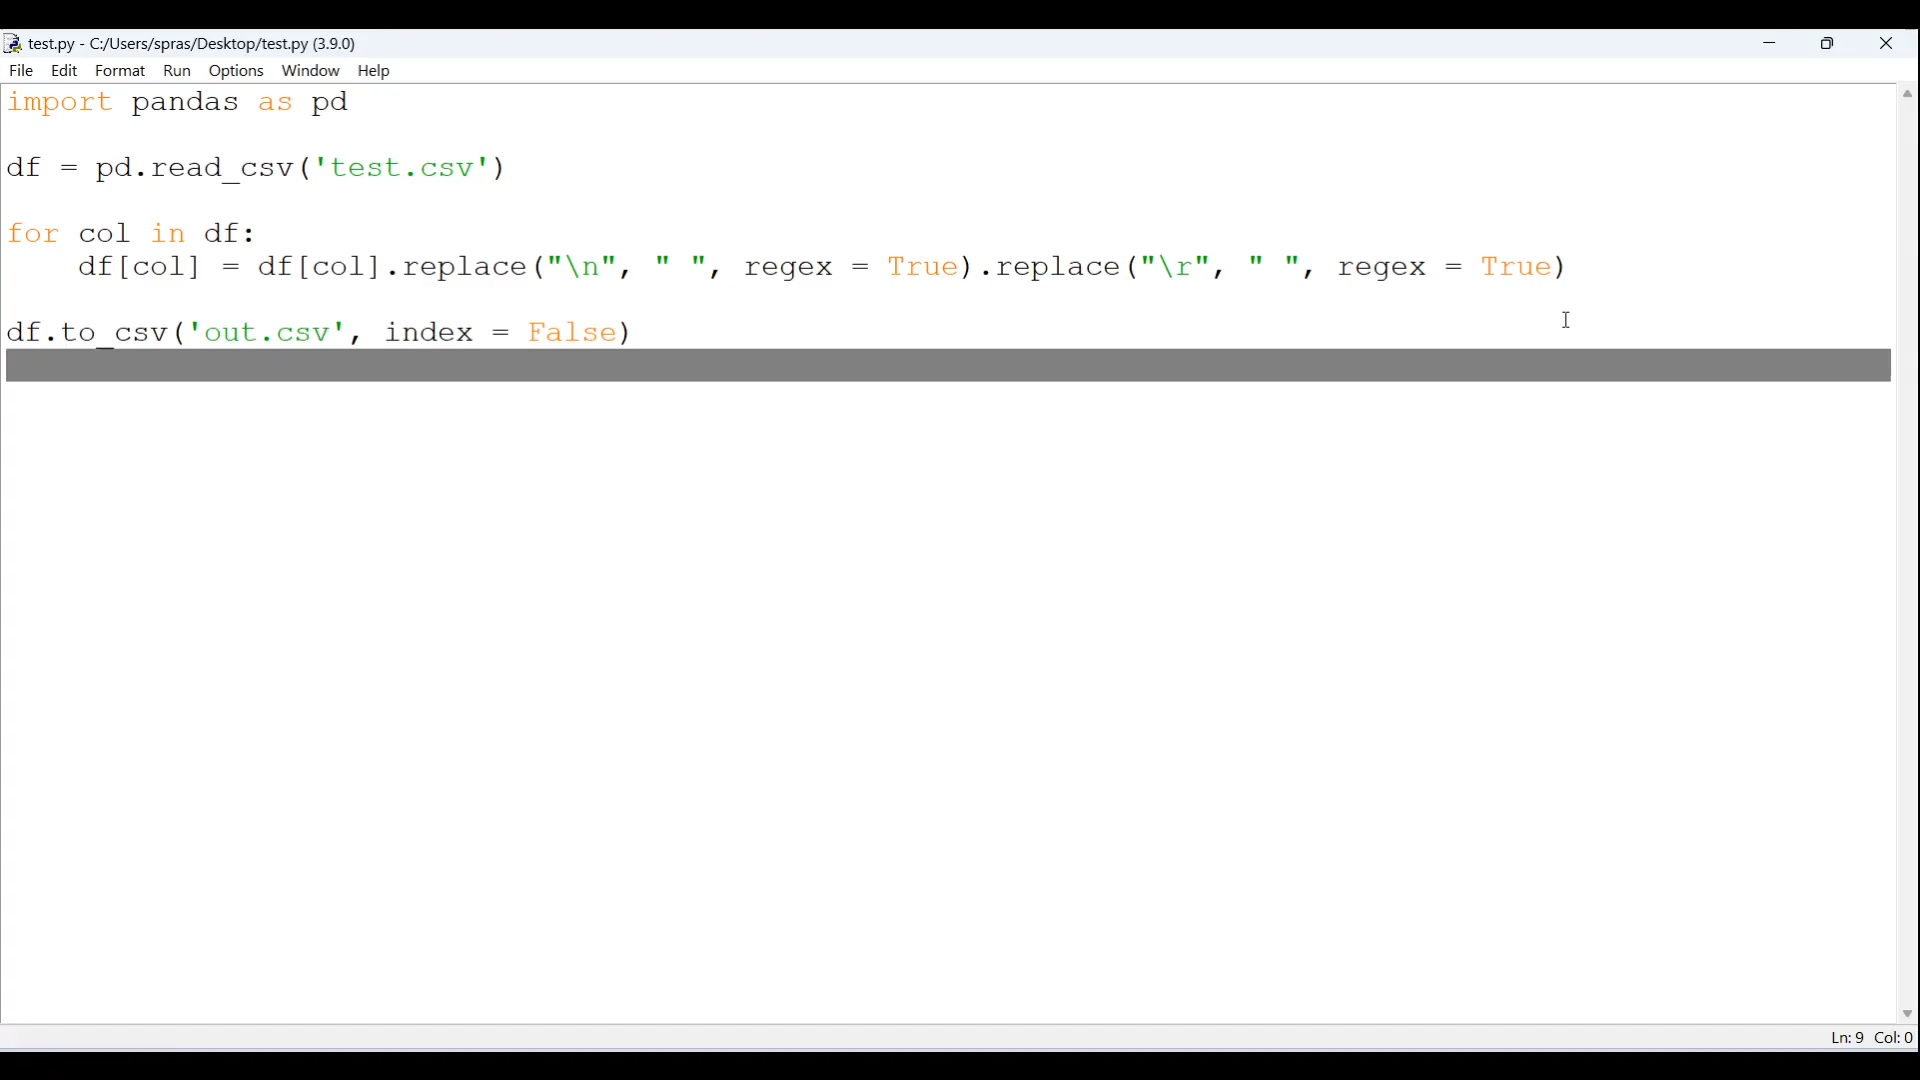 test.py - C:/Users/spras/Desktop/test.py (3.9.0)
File Edit Format Run Options Window Help
import pandas as pd
df = pd.read_csv('test.csv')
for col in df:
    df[col] = df[col].replace("\n", " ", regex = True).replace("\r", " ", regex = True)
df.to_csv('out.csv', index = False)
Ln: 9 Col: 0